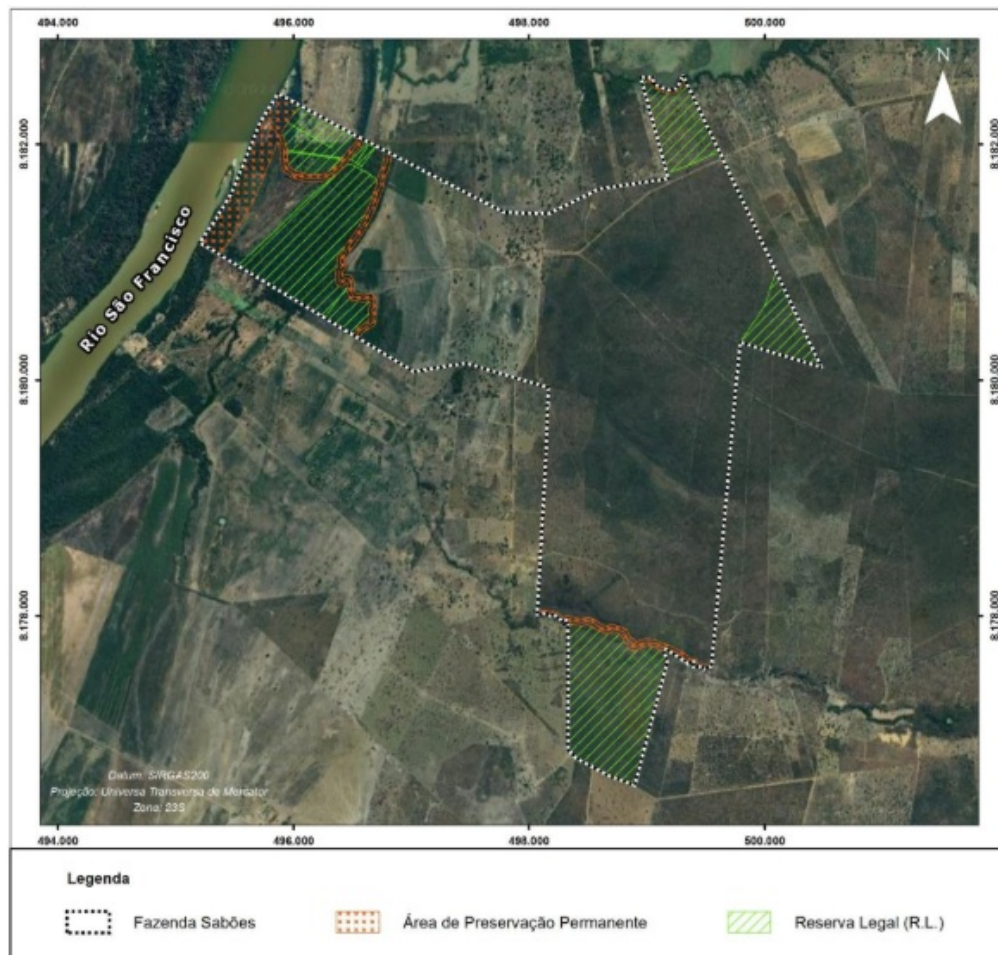 494.000 496.000 498.000 500.000
N
8.182.000 8.182.000
Rio São Francisco
8.180.000 8.180.000
8.178.000 8.178.000
Datum: SIRGAS200
Projeção: Universa Transversa de Mercator
Zona: 23S
494.000 496.000 498.000 500.000
Legenda
Fazenda Sabões Área de Preservação Permanente Reserva Legal (R.L.)